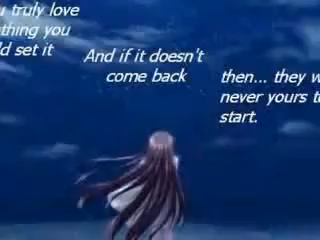 u truly love
thing you
d set it
And if it doesn't
come back
then... they w
never yours t
start.